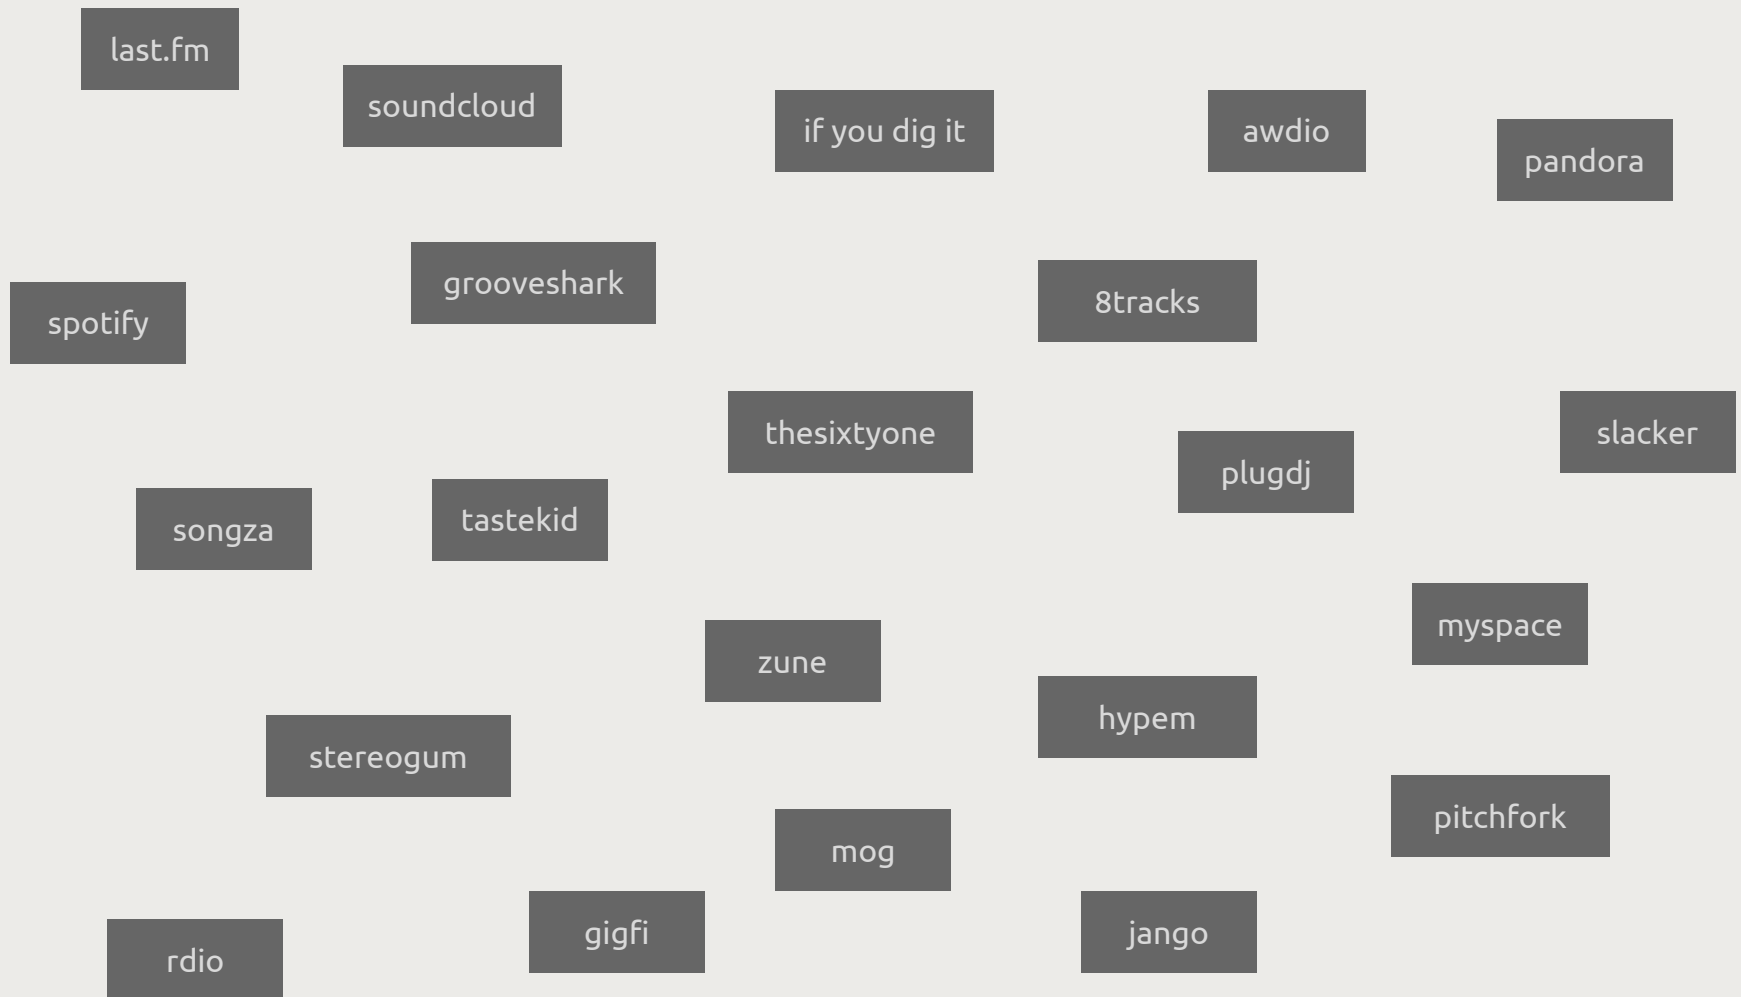 last.fm
soundcloud
if you dig it
awdio
pandora
grooveshark
8tracks
spotify
thesixtyone
slacker
plugdj
tastekid
songza
myspace
zune
hypem
stereogum
pitchfork
mog
gigfi
jango
rdio